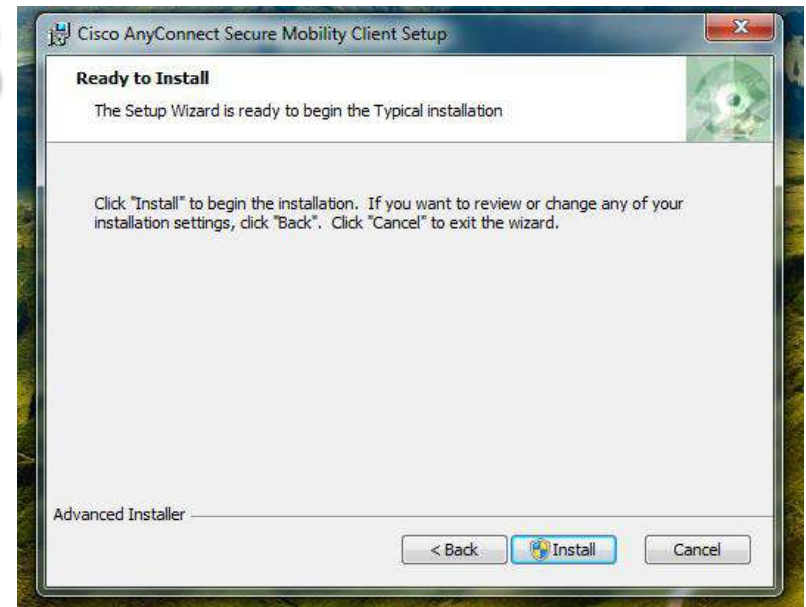 Cisco AnyConnect Secure Mobility Client Setup
Ready to Install
The Setup Wizard is ready to begin the Typical installation
Click "Install" to begin the installation. If you want to review or change any of your
installation settings, click "Back". Click "Cancel" to exit the wizard.
Advanced Installer
< Back Install Cancel